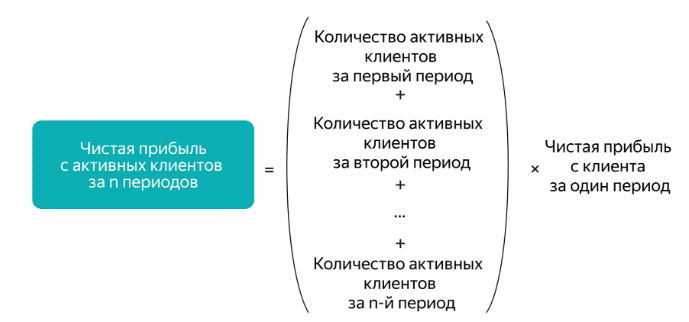 Чистая прибыль
с активных клиентов
за n периодов
=
Количество активных
клиентов
за первый период
+
Количество активных
клиентов
за второй период
+
...
+
Количество активных
клиентов
за n-й период
×
Чистая прибыль
с клиента
за один период